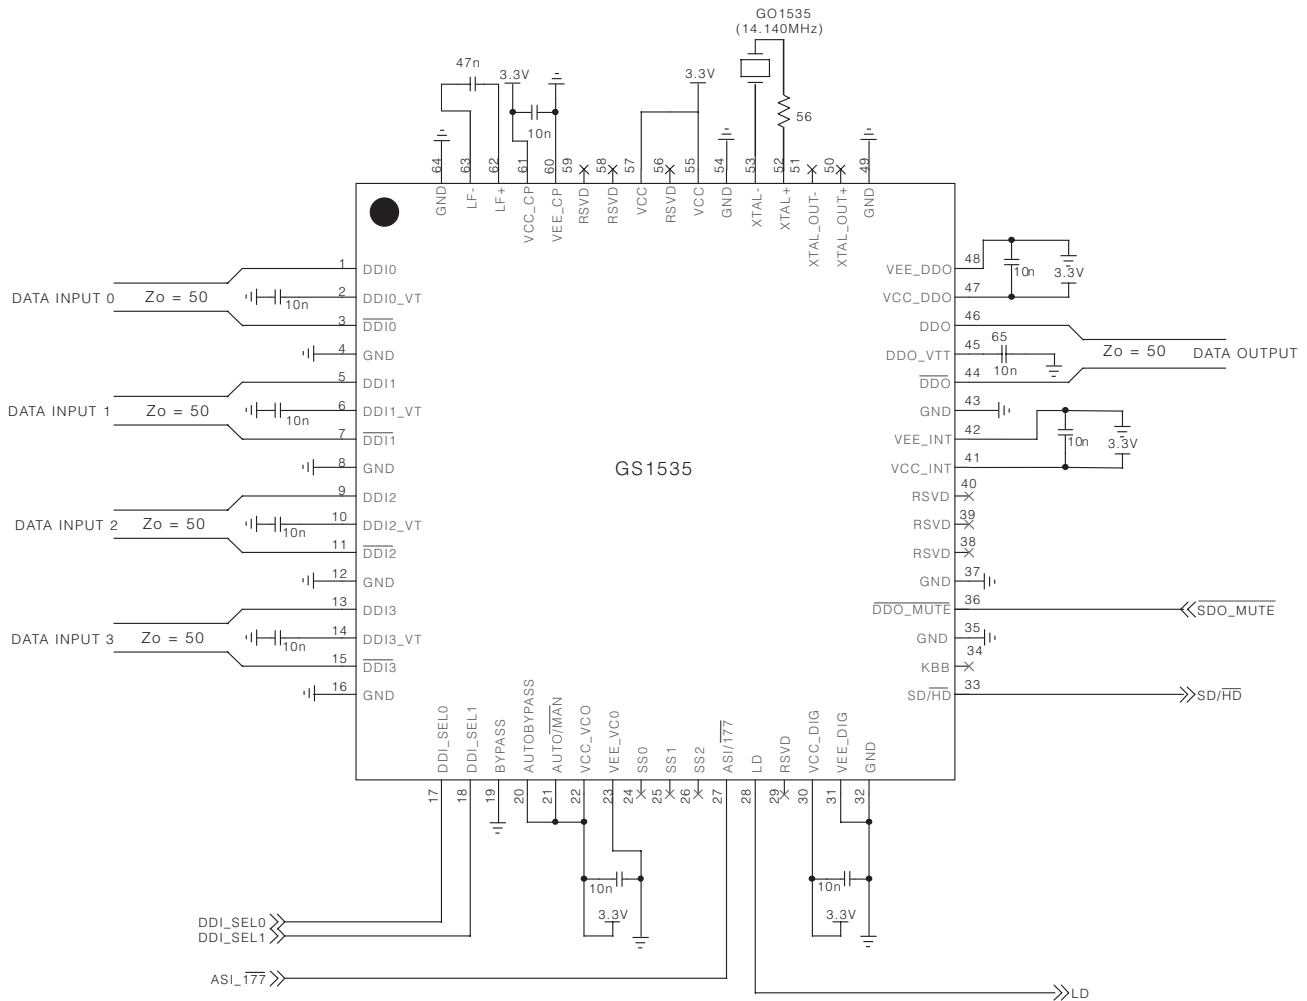 GO1535
(14.140MHz)
47n
3.3V
10n
3.3V
56
64
63
62
61
60
59
58
57
56
55
54
53
52
51
50
49
GND
LF-
LF+
VCC_CP
VEE_CP
RSVD
RSVD
VCC
RSVD
VCC
GND
XTAL-
XTAL+
XTAL_OUT-
XTAL_OUT+
GND
DATA INPUT 0
Zo = 50
10n
1
DDI0
2
DDI0_VT
3
DDI0
4
GND
DATA INPUT 1
Zo = 50
10n
5
DDI1
6
DDI1_VT
7
DDI1
8
GND
DATA INPUT 2
Zo = 50
10n
9
DDI2
10
DDI2_VT
11
DDI2
12
GND
DATA INPUT 3
Zo = 50
10n
13
DDI3
14
DDI3_VT
15
DDI3
16
GND
GS1535
VEE_DDO
48
10n
3.3V
VCC_DDO
47
DDO
46
DDO_VTT
45
65
10n
Zo = 50
DATA OUTPUT
DDO
44
GND
43
VEE_INT
42
10n
3.3V
VCC_INT
41
RSVD
40
RSVD
39
RSVD
38
GND
37
DDO_MUTE
36
SDO_MUTE
GND
35
KBB
34
SD/HD
33
SD/HD
DDI_SEL0
DDI_SEL1
BYPASS
AUTOBYPASS
AUTO/MAN
VCC_VCO
VEE_VC0
SS0
SS1
SS2
ASI/177
LD
RSVD
VCC_DIG
VEE_DIG
GND
17
18
19
20
21
22
23
24
25
26
27
28
29
30
31
32
10n
3.3V
10n
3.3V
DDI_SEL0
DDI_SEL1
ASI_177
LD